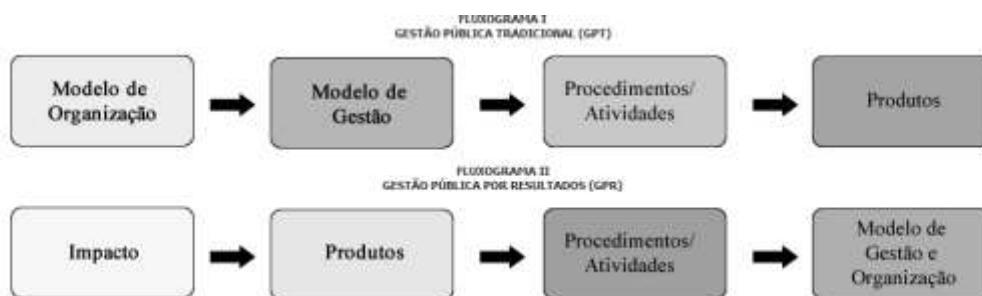 FLUXOGRAMA I
GESTÃO PÚBLICA TRADICIONAL (GPT)
Modelo de
Organização
Modelo de
Gestão
Procedimentos/
Atividades
Produtos
FLUXOGRAMA II
GESTÃO PÚBLICA POR RESULTADOS (GPR)
Impacto
Produtos
Procedimentos/
Atividades
Modelo de
Gestão e
Organização